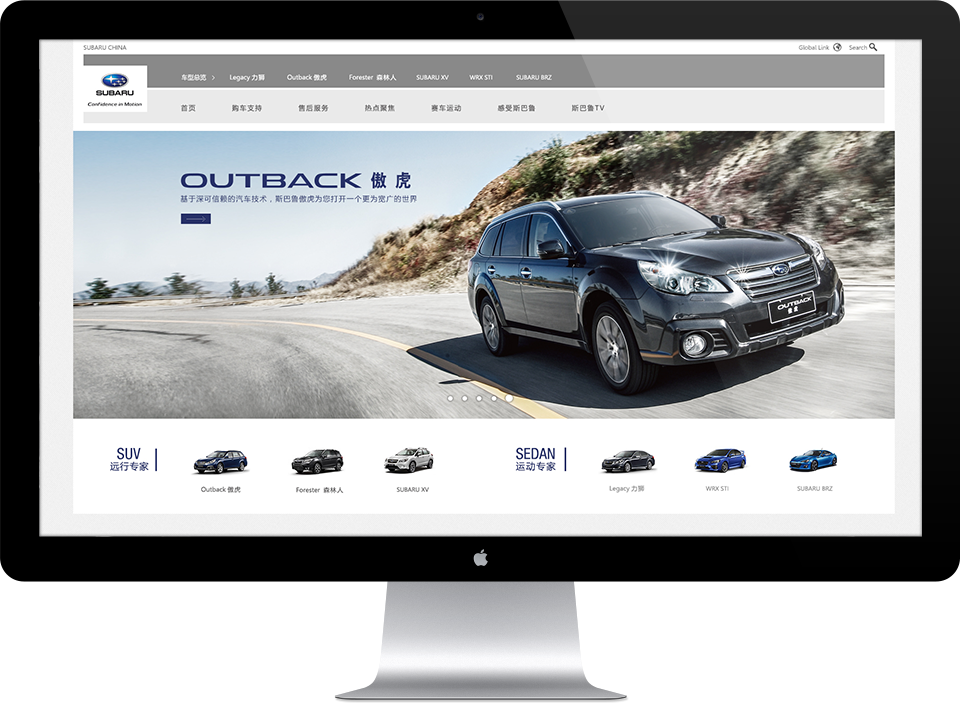 SUBARU CHINA
Global Link Search
SUBARU
Confidence in Motion
车型总览 Legacy 力狮 Outback 傲虎 Forester 森林人 SUBARU XV WRX STI SUBARU BRZ
首页 购车支持 售后服务 热点聚焦 赛车运动 感受斯巴鲁 斯巴鲁TV
OUTBACK 傲虎
基于深可信赖的汽车技术，斯巴鲁傲虎为您打开一个更为宽广的世界
OUTBACK
傲虎
SUV
远行专家
Outback 傲虎 Forester 森林人 SUBARU XV
SEDAN
运动专家
Legacy 力狮 WRX STI SUBARU BRZ